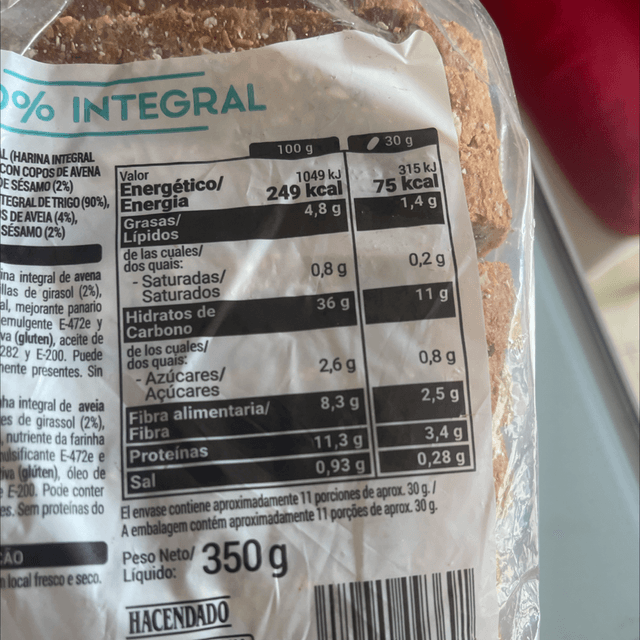 0% INTEGRAL
L (HARINA INTEGRAL
CON COPOS DE AVENA
DE SÉSAMO (2%)
TEGRAL DE TRIGO (90%),
S DE AVEIA (4%),
SÉSAMO (2%)
ina integral de avena
llas de girasol (2%),
al, mejorante panario
emulgente E-472e y
va (gluten), aceite de
282 y E-200. Puede
mente presentes. Sin
ha integral de aveia
es de girassol (2%),
, nutriente da farinha
ulsificante E-472e e
iva (glúten), óleo de
E-200. Pode conter
es. Sem proteínas do
ÃO
local fresco e seco.
100 g 30 g
Valor 1049 kJ 315 kJ
Energético/ 249 kcal 75 kcal
Energia
Grasas/ 4,8 g 1,4 g
Lípidos
de las cuales/
dos quais:
- Saturadas/ 0,8 g 0,2 g
Saturados
Hidratos de 36 g 11 g
Carbono
de los cuales/
dos quais:
- Azúcares/ 2,6 g 0,8 g
Açúcares
Fibra alimentaria/ 8,3 g 2,5 g
Fibra
Proteínas 11,3 g 3,4 g
Sal 0,93 g 0,28 g
El envase contiene aproximadamente 11 porciones de aprox. 30 g. /
A embalagem contém aproximadamente 11 porções de aprox. 30 g.
Peso Neto/ 350 g
Líquido:
HACENDADO